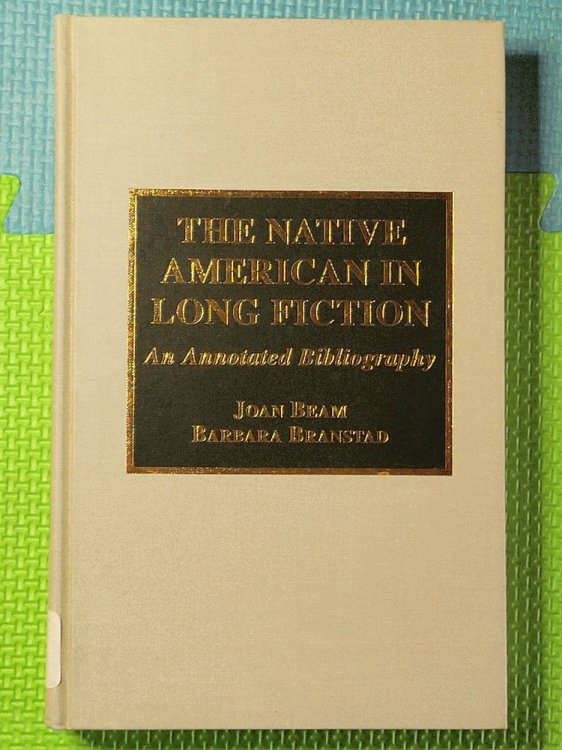 THE NATIVE
AMERICAN IN
LONG FICTION
An Annotated Bibliography
JOAN BEAM
BARBARA BRANSTAD